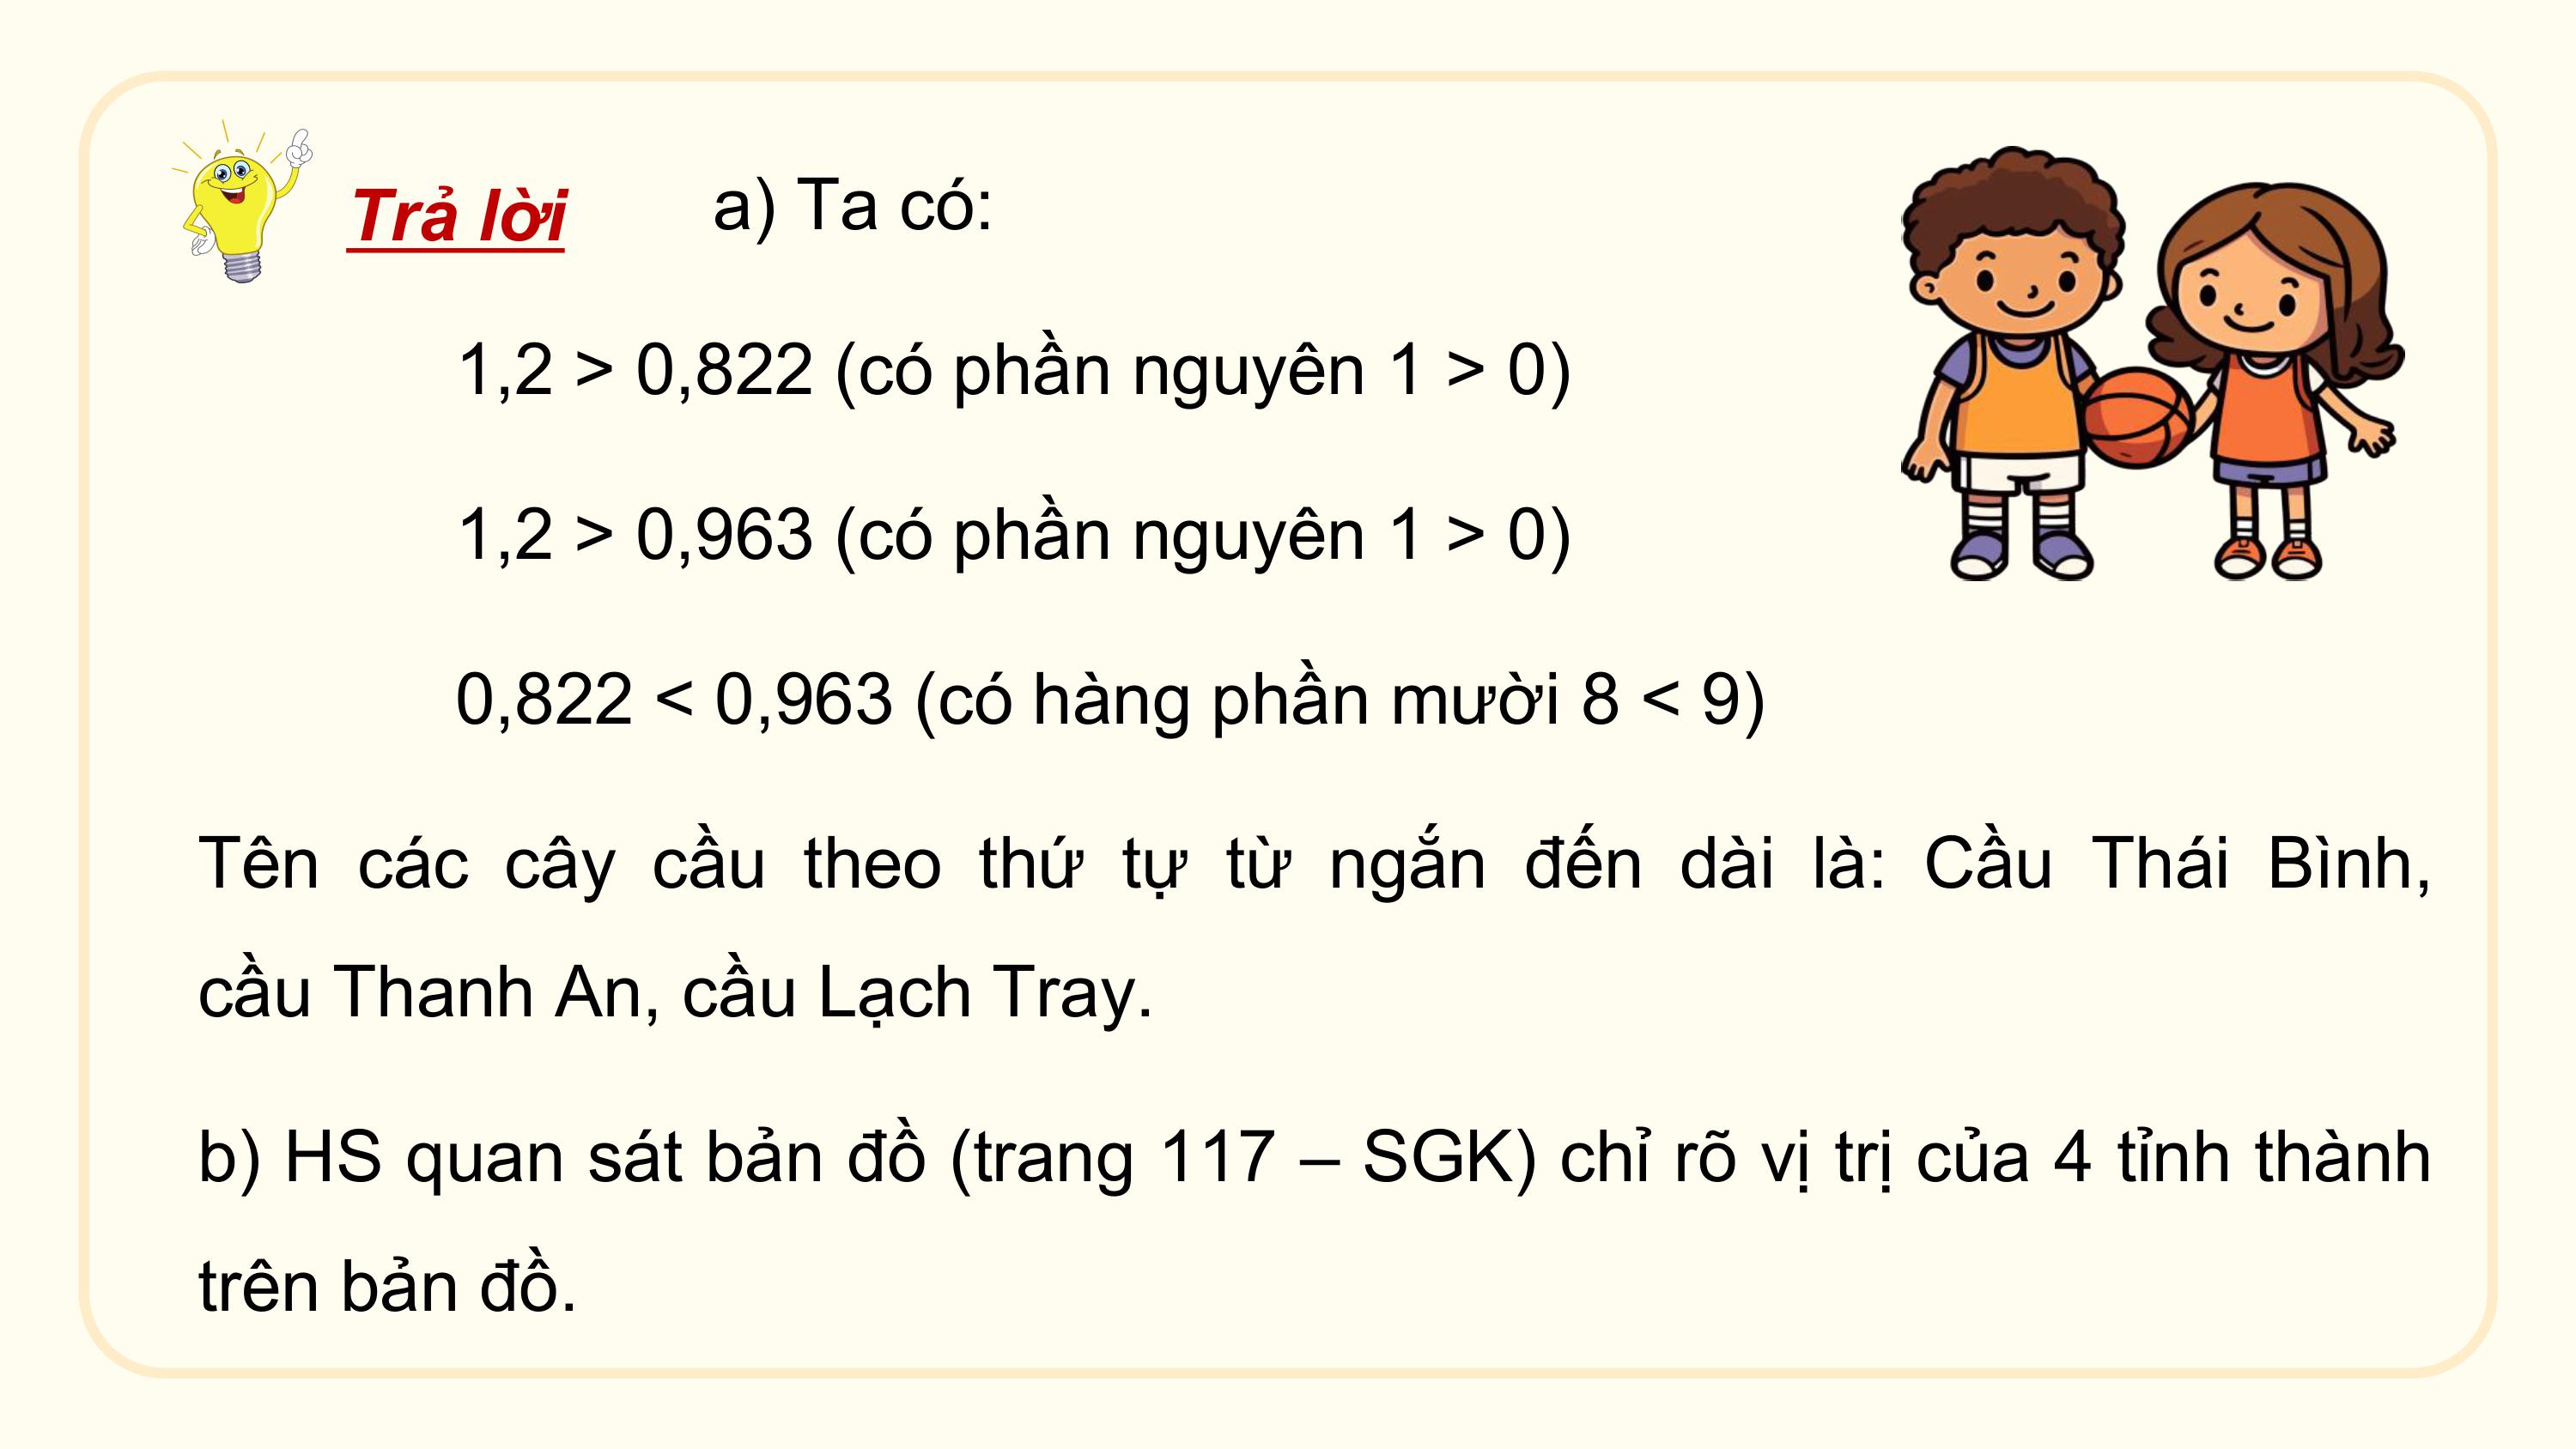 Trả lời
a) Ta có:
1,2 > 0,822 (có phần nguyên 1 > 0)
1,2 > 0,963 (có phần nguyên 1 > 0)
0,822 < 0,963 (có hàng phần mười 8 < 9)
Tên các cây cầu theo thứ tự từ ngắn đến dài là: Cầu Thái Bình,
cầu Thanh An, cầu Lạch Tray.
b) HS quan sát bản đồ (trang 117 – SGK) chỉ rõ vị trị của 4 tỉnh thành
trên bản đồ.